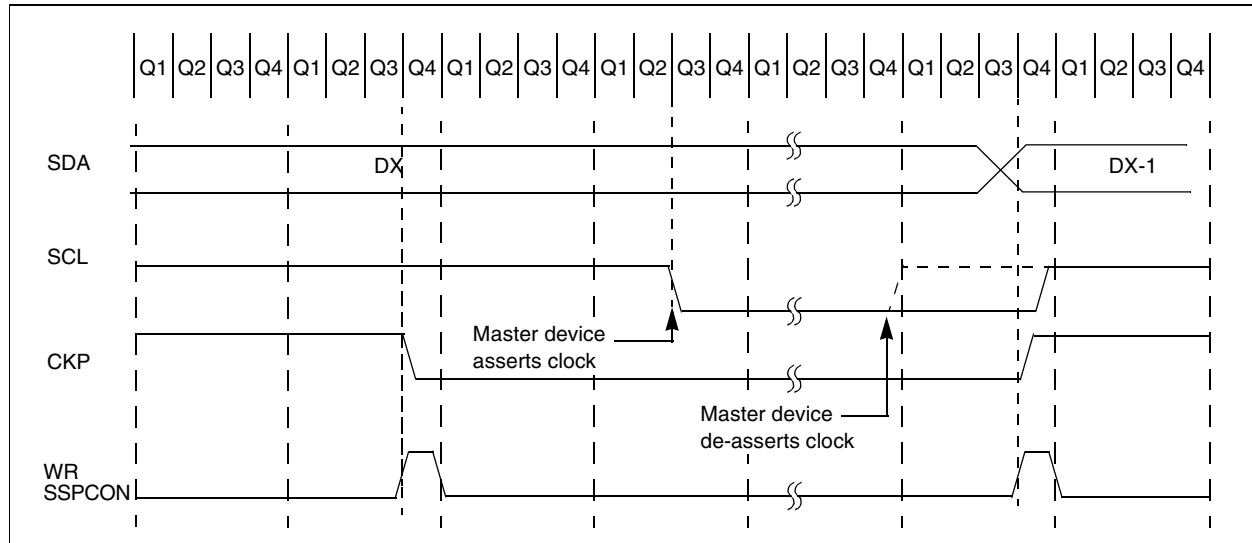 Q1 Q2 Q3 Q4 Q1 Q2 Q3 Q4 Q1 Q2 Q3 Q4 Q1 Q2 Q3 Q4 Q1 Q2 Q3 Q4 Q1 Q2 Q3 Q4 Q1 Q2 Q3 Q4
SDA
DX
DX-1
SCL
Master device
asserts clock
CKP
Master device
de-asserts clock
WR
SSPCON